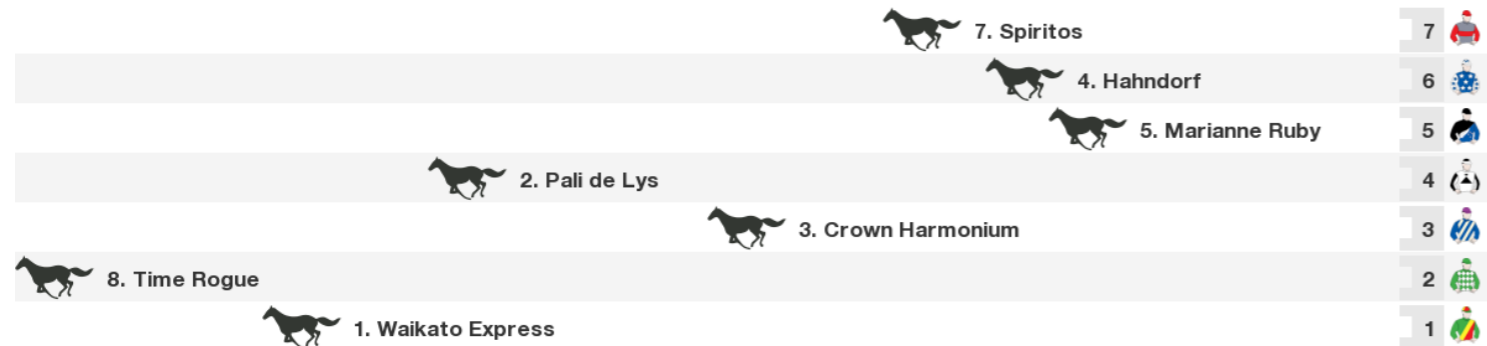 7. Spiritos 7
4. Hahndorf 6
5. Marianne Ruby 5
2. Pali de Lys 4
3. Crown Harmonium 3
8. Time Rogue 2
1. Waikato Express 1